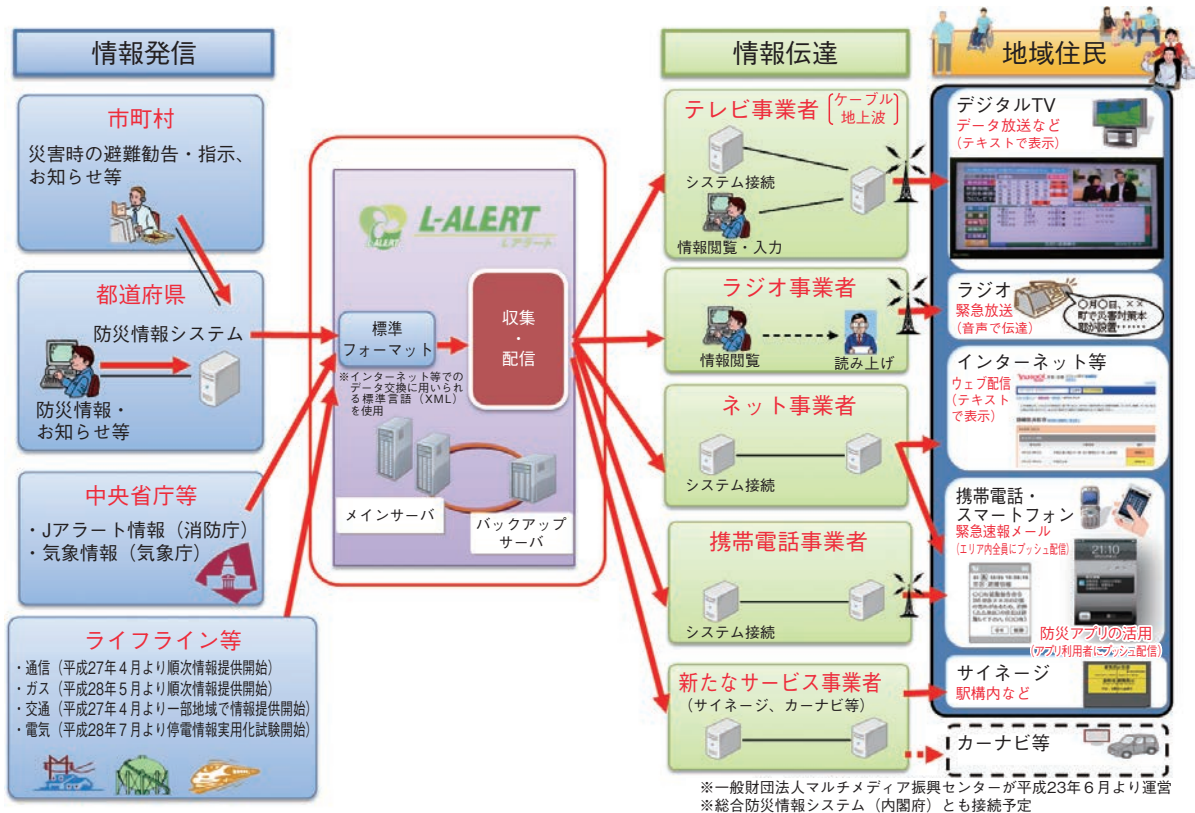 情報発信
市町村
災害時の避難勧告・指示、
お知らせ等
都道府県
防災情報システム
防災情報・
お知らせ等
中央省庁等
・Jアラート情報（消防庁）
・気象情報（気象庁）
ライフライン等
・通信（平成27年４月より順次情報提供開始）
・ガス（平成28年５月より順次情報提供開始）
・交通（平成27年４月より一部地域で情報提供開始）
・電気（平成28年７月より停電情報実用化試験開始）
L-ALERT
L-ALERT
Lアラート
標準
フォーマット
※インターネット等での
データ交換に用いられ
る標準言語（XML）
を使用
収集
・
配信
メインサーバ
バックアップ
サーバ
情報伝達
テレビ事業者
ケーブル
地上波
システム接続
情報閲覧・入力
ラジオ事業者
情報閲覧
読み上げ
ネット事業者
システム接続
携帯電話事業者
システム接続
新たなサービス事業者
（サイネージ、カーナビ等）
地域住民
デジタルTV
データ放送など
（テキストで表示）
ラジオ
緊急放送
（音声で伝達）
〇月〇日、××
町で災害対策本
部が設置……
インターネット等
ウェブ配信
（テキスト
で表示）
携帯電話・
スマートフォン
緊急速報メール
（エリア内全員にプッシュ配信）
21:10
防災アプリの活用
（アプリ利用者にプッシュ配信）
サイネージ
駅構内など
カーナビ等
※一般財団法人マルチメディア振興センターが平成23年６月より運営
※総合防災情報システム（内閣府）とも接続予定